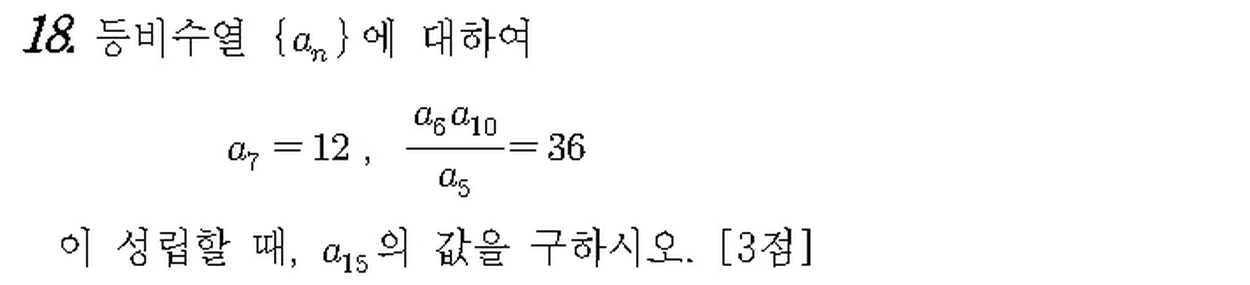 18. 등비수열 {aₙ}에 대하여
a₇ = 12 , a₆a₁₀/a₅ = 36
이 성립할 때, a₁₅의 값을 구하시오. [3점]